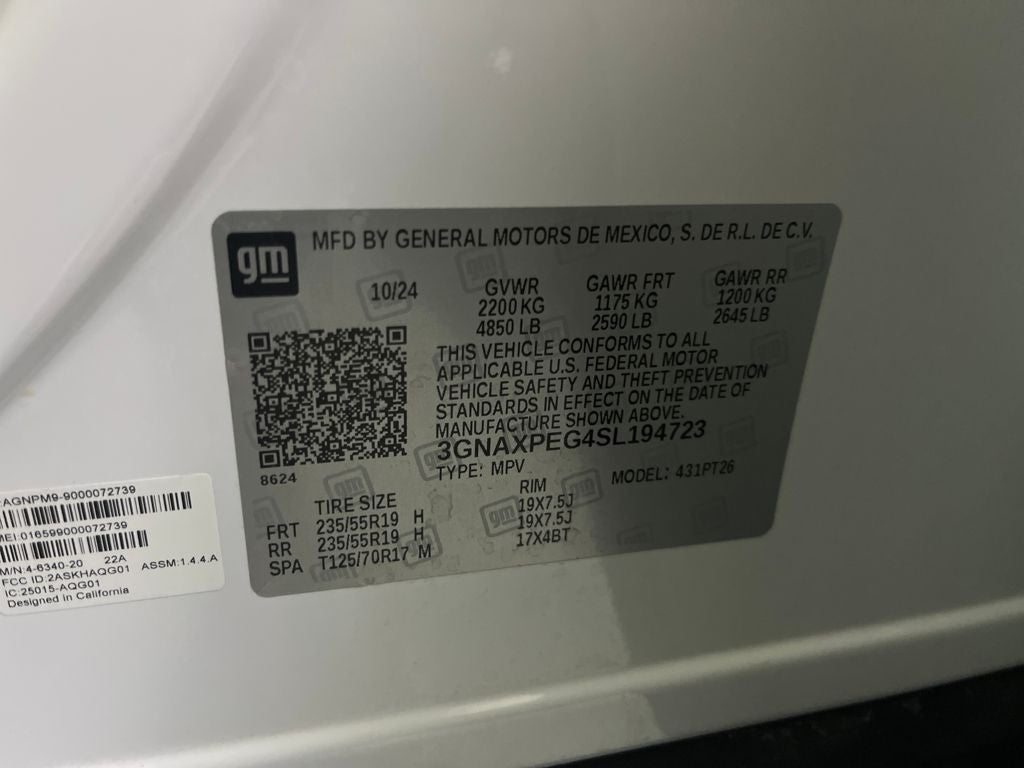 gm
MFD BY GENERAL MOTORS DE MEXICO, S. DE R.L. DE C.V.
10/24
GVWR GAWR FRT GAWR RR
2200 KG 1175 KG 1200 KG
4850 LB 2590 LB 2645 LB
THIS VEHICLE CONFORMS TO ALL
APPLICABLE U.S. FEDERAL MOTOR
VEHICLE SAFETY AND THEFT PREVENTION
STANDARDS IN EFFECT ON THE DATE OF
MANUFACTURE SHOWN ABOVE.
3GNAXPEG4SL194723
TYPE: MPV MODEL: 431PT26
8624
TIRE SIZE RIM
FRT 235/55R19 H 19X7.5J
RR 235/55R19 H 19X7.5J
SPA T125/70R17 M 17X4BT
AGNPM9-9000072739
MEI:016599000072739
M/N:4-6340-20 22A
FCC ID:2ASKHAQG01 ASSM:1.4.4.A
IC:25015-AQG01
Designed in California